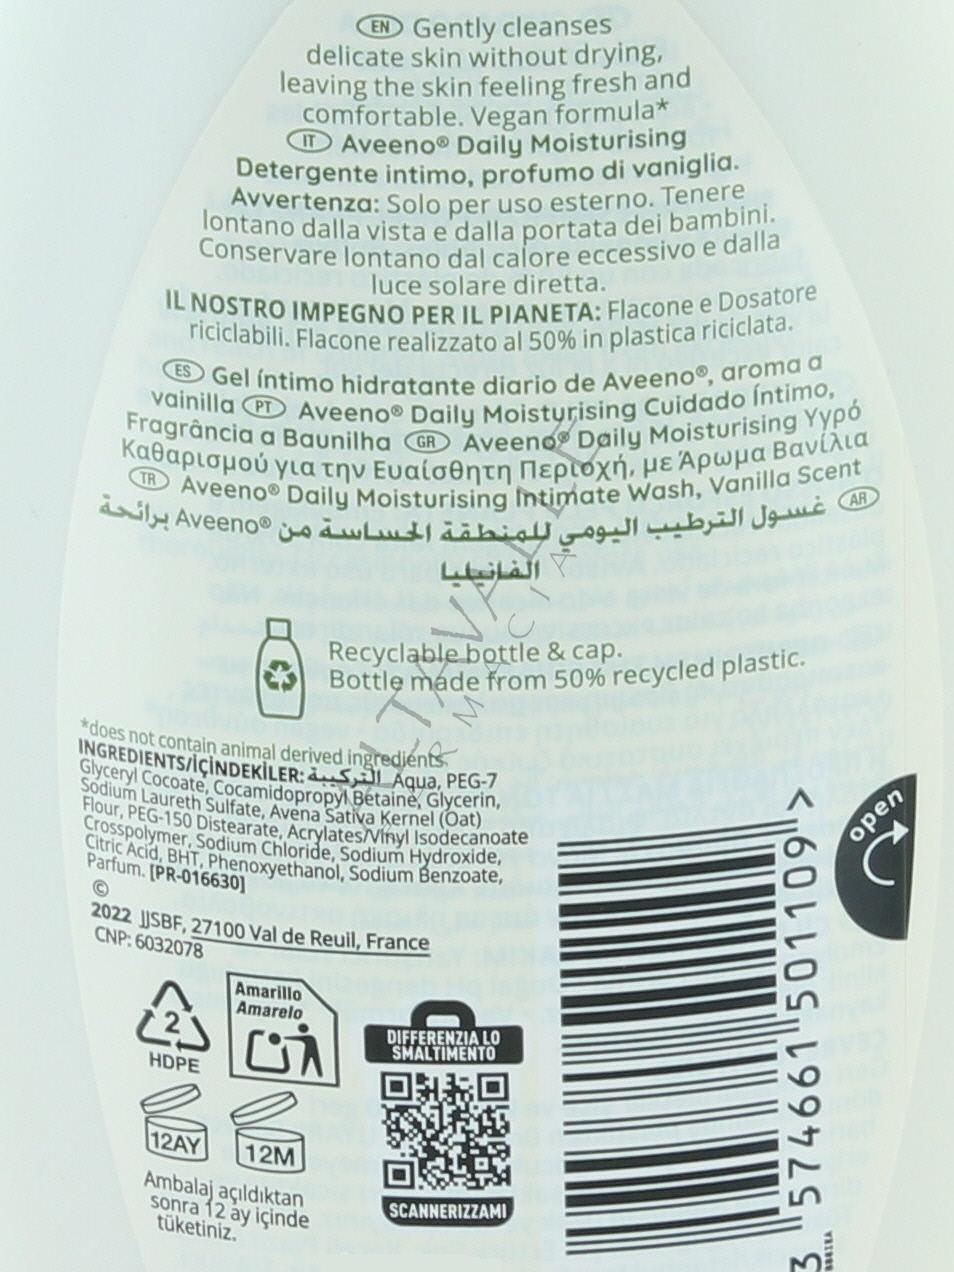 EN Gently cleanses
delicate skin without drying,
leaving the skin feeling fresh and
comfortable. Vegan formula*
IT Aveeno® Daily Moisturising
Detergente intimo, profumo di vaniglia.
Avvertenza: Solo per uso esterno. Tenere
lontano dalla vista e dalla portata dei bambini.
Conservare lontano dal calore eccessivo e dalla
luce solare diretta.
IL NOSTRO IMPEGNO PER IL PIANETA: Flacone e Dosatore
riciclabili. Flacone realizzato al 50% in plastica riciclata.
ES Gel íntimo hidratante diario de Aveeno®, aroma a
vainilla PT Aveeno® Daily Moisturising Cuidado Íntimo,
Fragrância a Baunilha GR Aveeno® Daily Moisturising Υγρό
Καθαρισμού για την Ευαίσθητη Περιοχή, με Άρωμα Βανίλια
TR Aveeno® Daily Moisturising Intimate Wash, Vanilla Scent
AR غسول الترطيب اليومي للمنطقة الحساسة من Aveeno® برائحة
الفانيليا
Recyclable bottle & cap.
Bottle made from 50% recycled plastic.
*does not contain animal derived ingredients.
INGREDIENTS/İÇİNDEKİLER: التركيبة: Aqua, PEG-7
Glyceryl Cocoate, Cocamidopropyl Betaine, Glycerin,
Sodium Laureth Sulfate, Avena Sativa Kernel (Oat)
Flour, PEG-150 Distearate, Acrylates/Vinyl Isodecanoate
Crosspolymer, Sodium Chloride, Sodium Hydroxide,
Citric Acid, BHT, Phenoxyethanol, Sodium Benzoate,
Parfum. [PR-016630]
©
2022 JJSBF, 27100 Val de Reuil, France
CNP: 6032078
open
2
HDPE
Amarillo
Amarelo
DIFFERENZIA LO
SMALTIMENTO
SCANNERIZZAMI
12AY
12M
Ambalaj açıldıktan
sonra 12 ay içinde
tüketiniz.
3 574661 501109 >